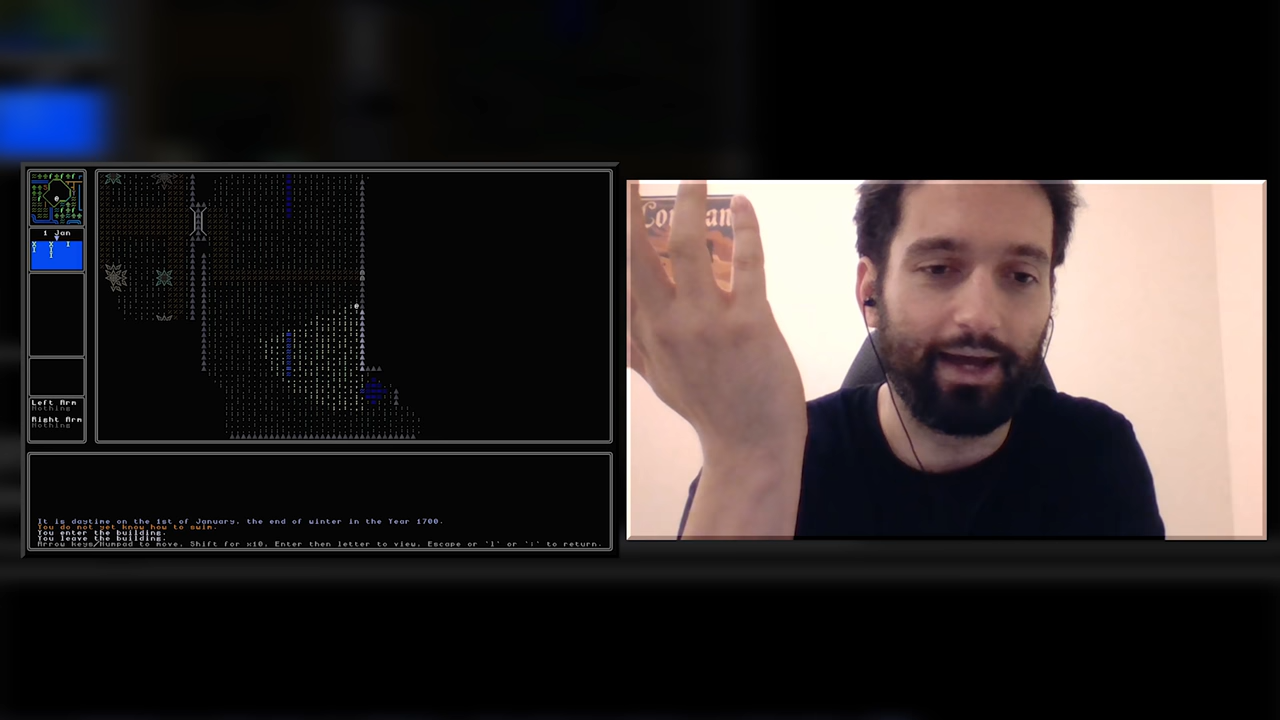 1 Jan
X X I
I I
Left Arm
Nothing
Right Arm
Nothing
It is daytime on the 1st of January, the end of winter in the Year 1700.
You do not yet know how to swim.
You enter the building.
You leave the building.
Arrow keys/Numpad to move, Shift for x10, Enter then letter to view, Escape or 'l' or ';' to return.